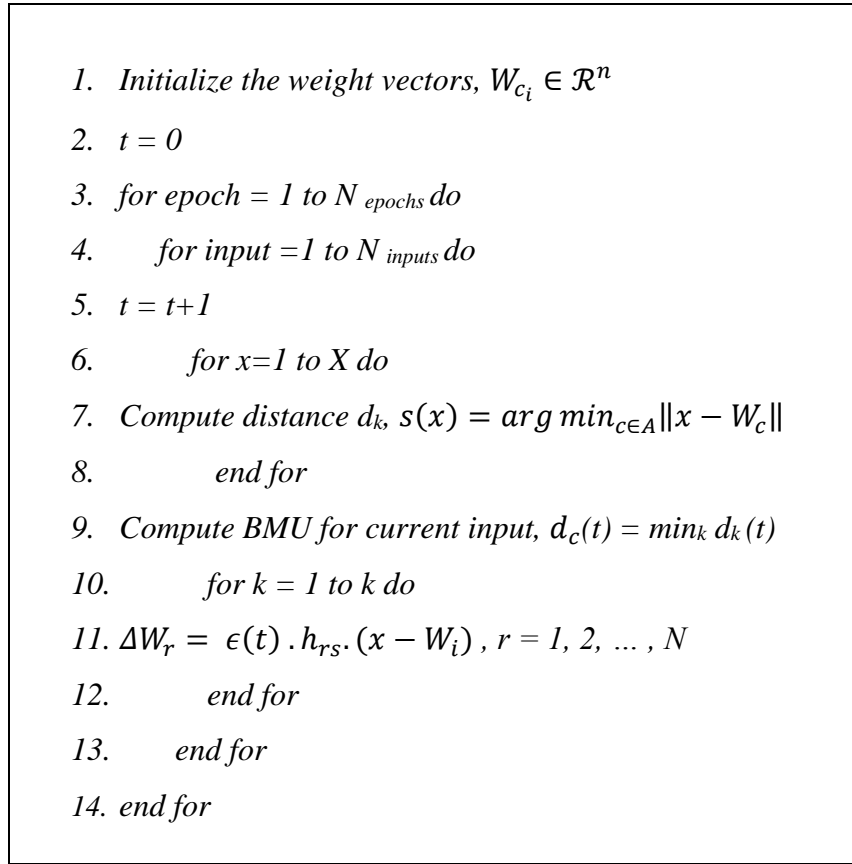 1. Initialize the weight vectors, W_{c_i} ∈ ℛ^n
2. t = 0
3. for epoch = 1 to N epochs do
4. for input =1 to N inputs do
5. t = t+1
6. for x=1 to X do
7. Compute distance d_k, s(x) = arg min_{c∈A}‖x − W_c‖
8. end for
9. Compute BMU for current input, d_c(t) = min_k d_k (t)
10. for k = 1 to k do
11. ΔW_r = ϵ(t) . h_{rs}. (x − W_i) , r = 1, 2, ... , N
12. end for
13. end for
14. end for